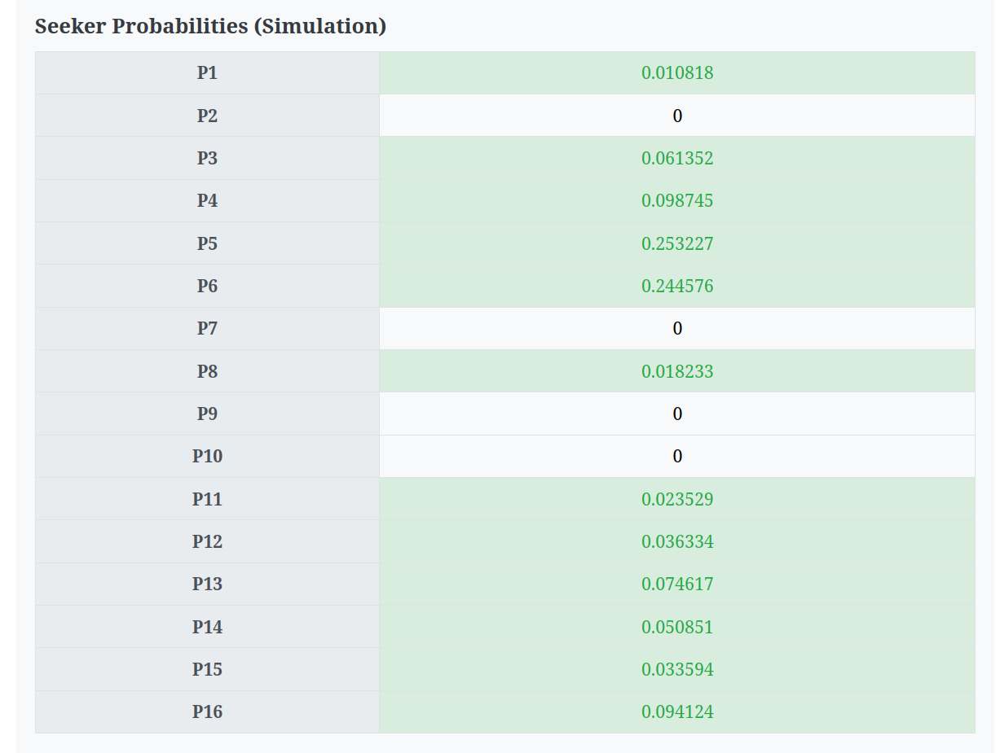 Seeker Probabilities (Simulation)
P1 0.010818
P2 0
P3 0.061352
P4 0.098745
P5 0.253227
P6 0.244576
P7 0
P8 0.018233
P9 0
P10 0
P11 0.023529
P12 0.036334
P13 0.074617
P14 0.050851
P15 0.033594
P16 0.094124